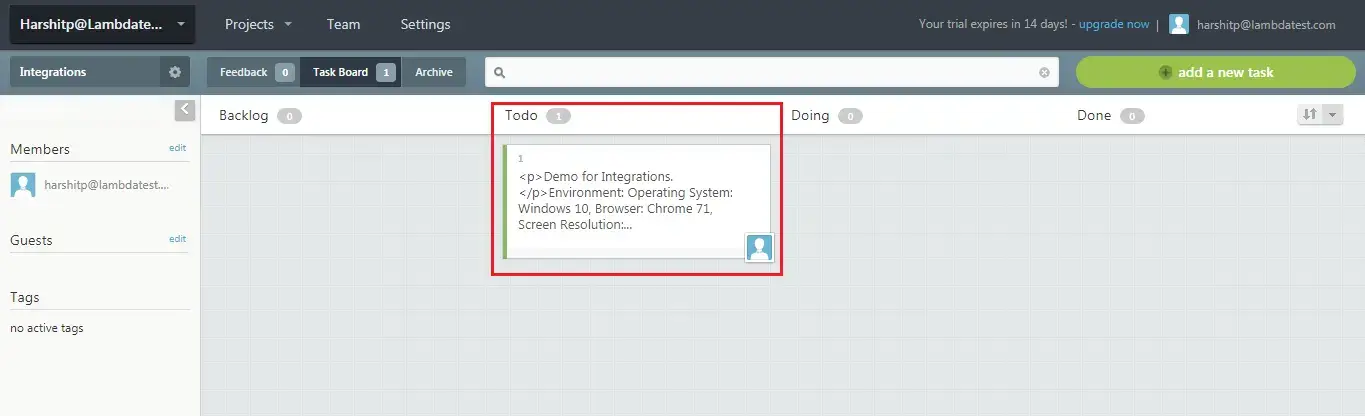 Harshitp@Lambdate... Projects Team Settings Your trial expires in 14 days! - upgrade now | harshitp@lambdatest.com
Integrations Feedback 0 Task Board 1 Archive add a new task
Backlog 0 Todo 1 Doing 0 Done 0
Members edit
harshitp@lambdatest....
Guests edit
Tags
no active tags
1
<p>Demo for Integrations.
</p>Environment: Operating System:
Windows 10, Browser: Chrome 71,
Screen Resolution:...